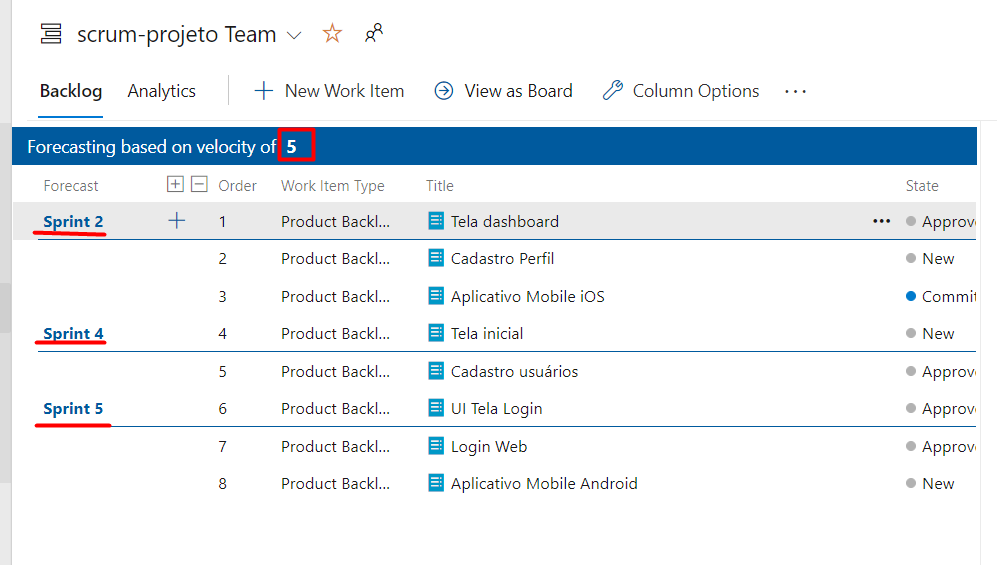 scrum-projeto Team
Backlog Analytics New Work Item View as Board Column Options ...
Forecasting based on velocity of 5
Forecast Order Work Item Type Title State
Sprint 2 1 Product Backl... Tela dashboard ... Approv
2 Product Backl... Cadastro Perfil New
3 Product Backl... Aplicativo Mobile iOS Commit
Sprint 4 4 Product Backl... Tela inicial New
5 Product Backl... Cadastro usuários Approv
Sprint 5 6 Product Backl... UI Tela Login Approv
7 Product Backl... Login Web Approv
8 Product Backl... Aplicativo Mobile Android New